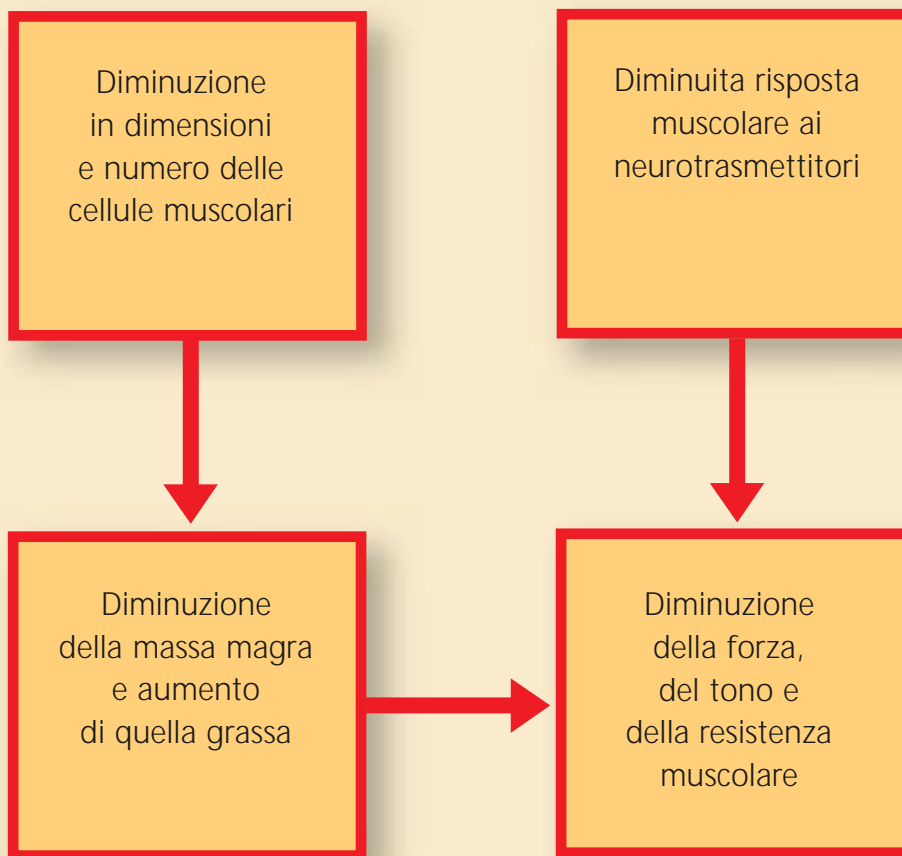 Diminuzione
in dimensioni
e numero delle
cellule muscolari
Diminuita risposta
muscolare ai
neurotrasmettitori
Diminuzione
della massa magra
e aumento
di quella grassa
Diminuzione
della forza,
del tono e
della resistenza
muscolare